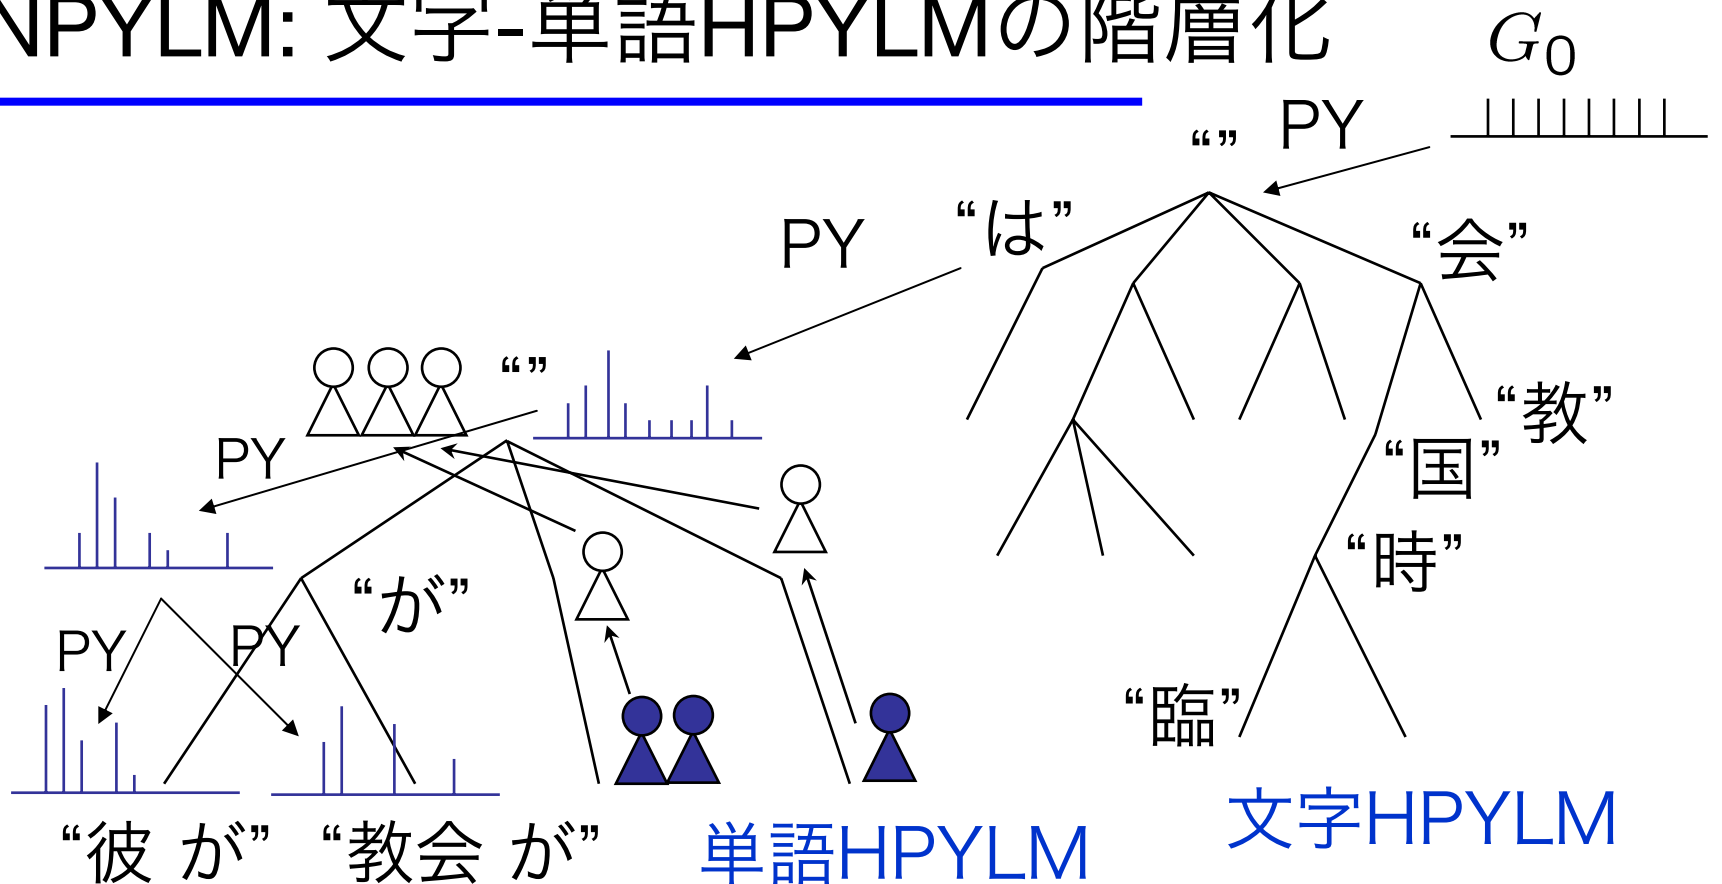 NPYLM: 文字-単語HPYLMの階層化
G0
PY
“”
“は”
PY
“会”
“”
“教”
PY
“国”
“時”
“が”
PY
PY
“臨”
文字HPYLM
“彼 が”
“教会 が”
単語HPYLM